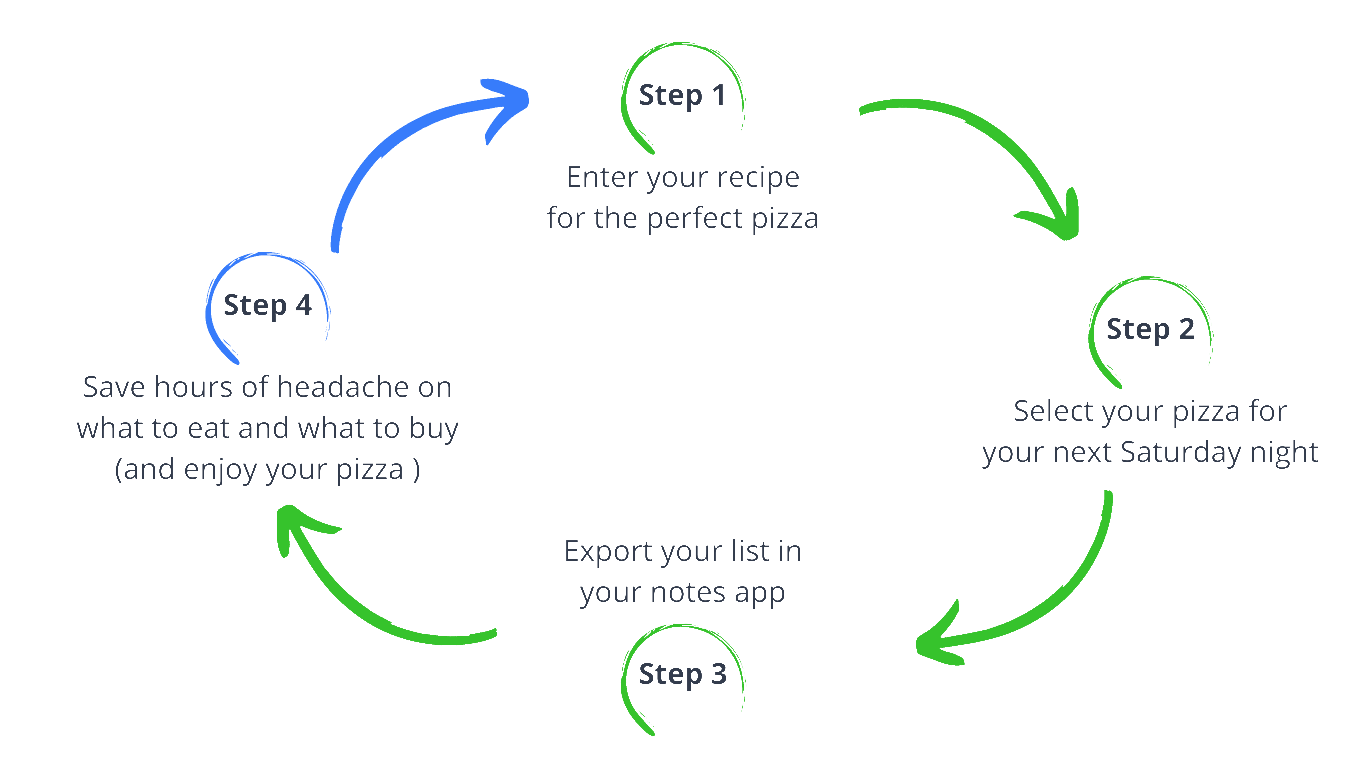 Step 1
Enter your recipe
for the perfect pizza
Step 2
Select your pizza for
your next Saturday night
Export your list in
your notes app
Step 3
Step 4
Save hours of headache on
what to eat and what to buy
(and enjoy your pizza )